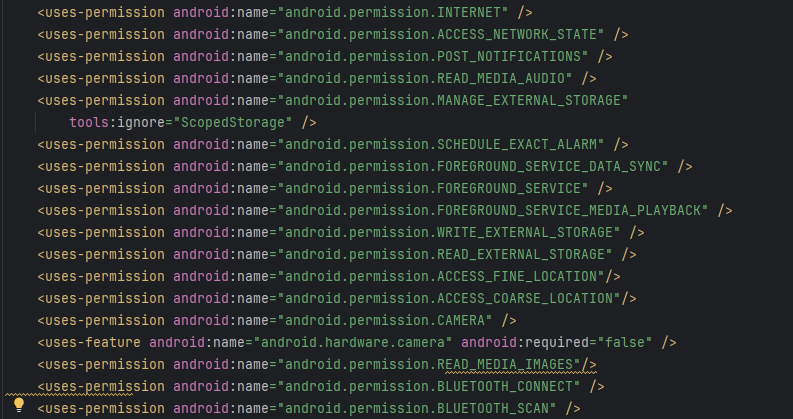 <uses-permission android:name="android.permission.INTERNET" />
<uses-permission android:name="android.permission.ACCESS_NETWORK_STATE" />
<uses-permission android:name="android.permission.POST_NOTIFICATIONS" />
<uses-permission android:name="android.permission.READ_MEDIA_AUDIO" />
<uses-permission android:name="android.permission.MANAGE_EXTERNAL_STORAGE"
tools:ignore="ScopedStorage" />
<uses-permission android:name="android.permission.SCHEDULE_EXACT_ALARM" />
<uses-permission android:name="android.permission.FOREGROUND_SERVICE_DATA_SYNC" />
<uses-permission android:name="android.permission.FOREGROUND_SERVICE" />
<uses-permission android:name="android.permission.FOREGROUND_SERVICE_MEDIA_PLAYBACK" />
<uses-permission android:name="android.permission.WRITE_EXTERNAL_STORAGE" />
<uses-permission android:name="android.permission.READ_EXTERNAL_STORAGE" />
<uses-permission android:name="android.permission.ACCESS_FINE_LOCATION"/>
<uses-permission android:name="android.permission.ACCESS_COARSE_LOCATION"/>
<uses-permission android:name="android.permission.CAMERA" />
<uses-feature android:name="android.hardware.camera" android:required="false" />
<uses-permission android:name="android.permission.READ_MEDIA_IMAGES"/>
<uses-permission android:name="android.permission.BLUETOOTH_CONNECT" />
<uses-permission android:name="android.permission.BLUETOOTH_SCAN" />